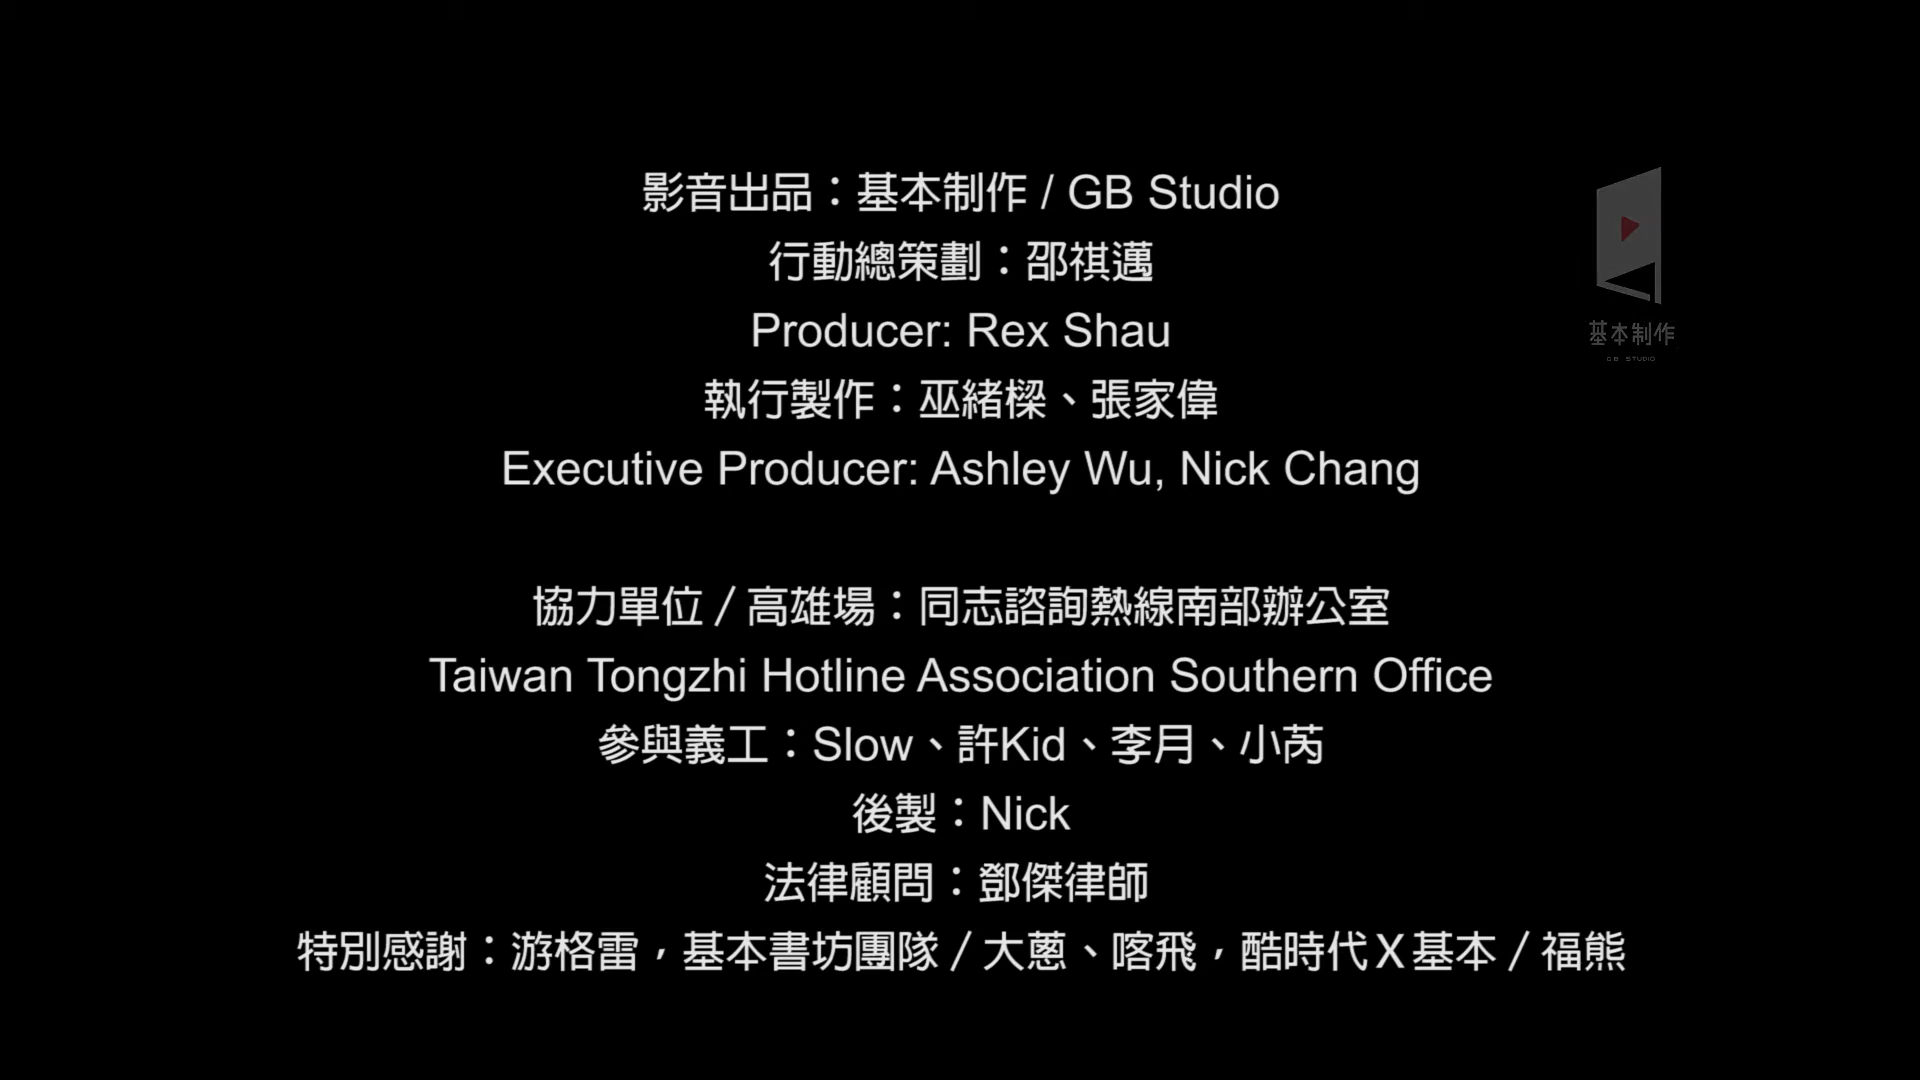 影音出品：基本制作 / GB Studio
行動總策劃：邵祺邁
Producer: Rex Shau
執行製作：巫緒樑、張家偉
Executive Producer: Ashley Wu, Nick Chang
協力單位 / 高雄場：同志諮詢熱線南部辦公室
Taiwan Tongzhi Hotline Association Southern Office
參與義工：Slow、許Kid、李月、小芮
後製：Nick
法律顧問：鄧傑律師
特別感謝：游格雷，基本書坊團隊 / 大蔥、喀飛，酷時代X基本 / 福熊
基本制作
GB STUDIO